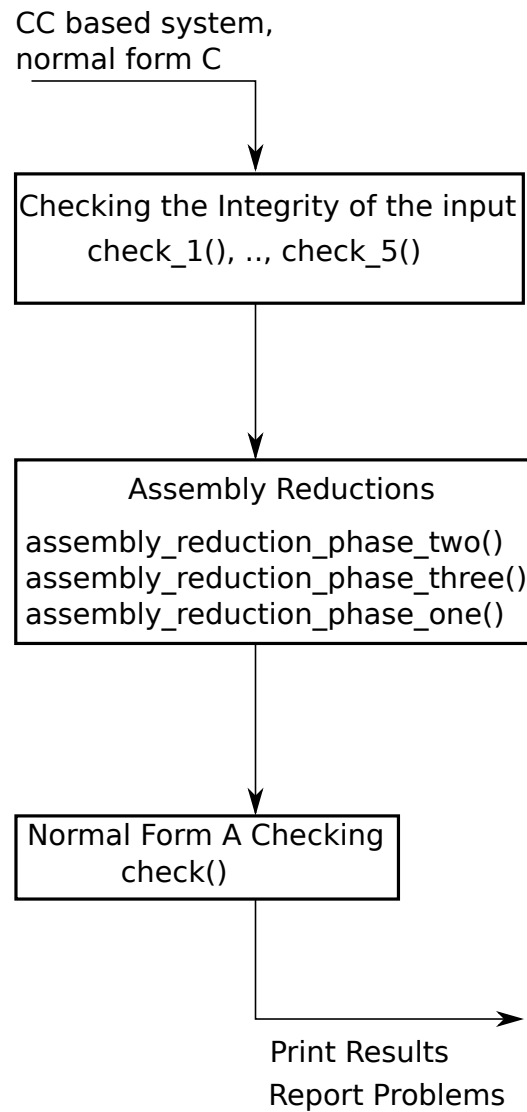 CC based system,
normal form C
Checking the Integrity of the input
check_1(), .., check_5()
Assembly Reductions
assembly_reduction_phase_two()
assembly_reduction_phase_three()
assembly_reduction_phase_one()
Normal Form A Checking
check()
Print Results
Report Problems